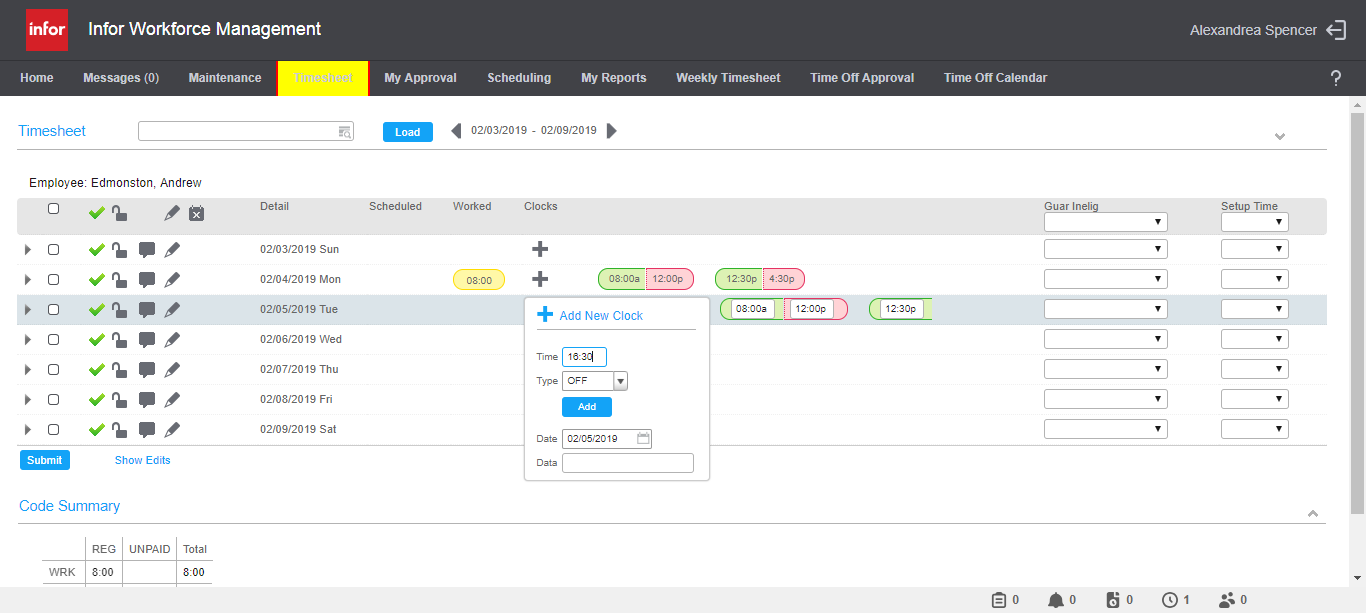 infor Infor Workforce Management Alexandrea Spencer
Home Messages (0) Maintenance Timesheet My Approval Scheduling My Reports Weekly Timesheet Time Off Approval Time Off Calendar ?
Timesheet Load 02/03/2019 - 02/09/2019
Employee: Edmonston, Andrew
Detail Scheduled Worked Clocks Guar Inelig Setup Time
02/03/2019 Sun
02/04/2019 Mon 08:00 08:00a 12:00p 12:30p 4:30p
02/05/2019 Tue 08:00a 12:00p 12:30p
Add New Clock
02/06/2019 Wed
Time 16:30
02/07/2019 Thu
Type OFF
02/08/2019 Fri
Add
02/09/2019 Sat
Date 02/05/2019
Submit Show Edits
Data
Code Summary
REG UNPAID Total
WRK 8:00 8:00
0 0 0 1 0